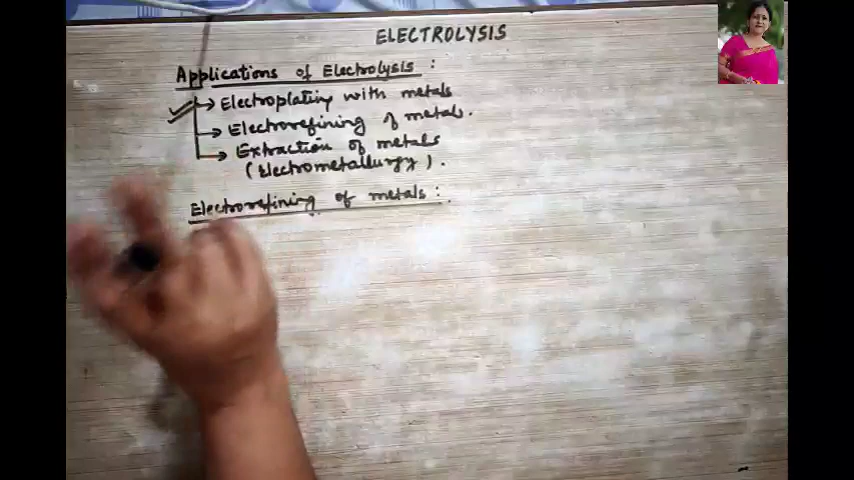 ELECTROLYSIS
Applications of Electrolysis :
Electroplating with metals
Electrorefining of metals.
Extraction of metals
(Electrometallurgy).
Electrorefining of metals :